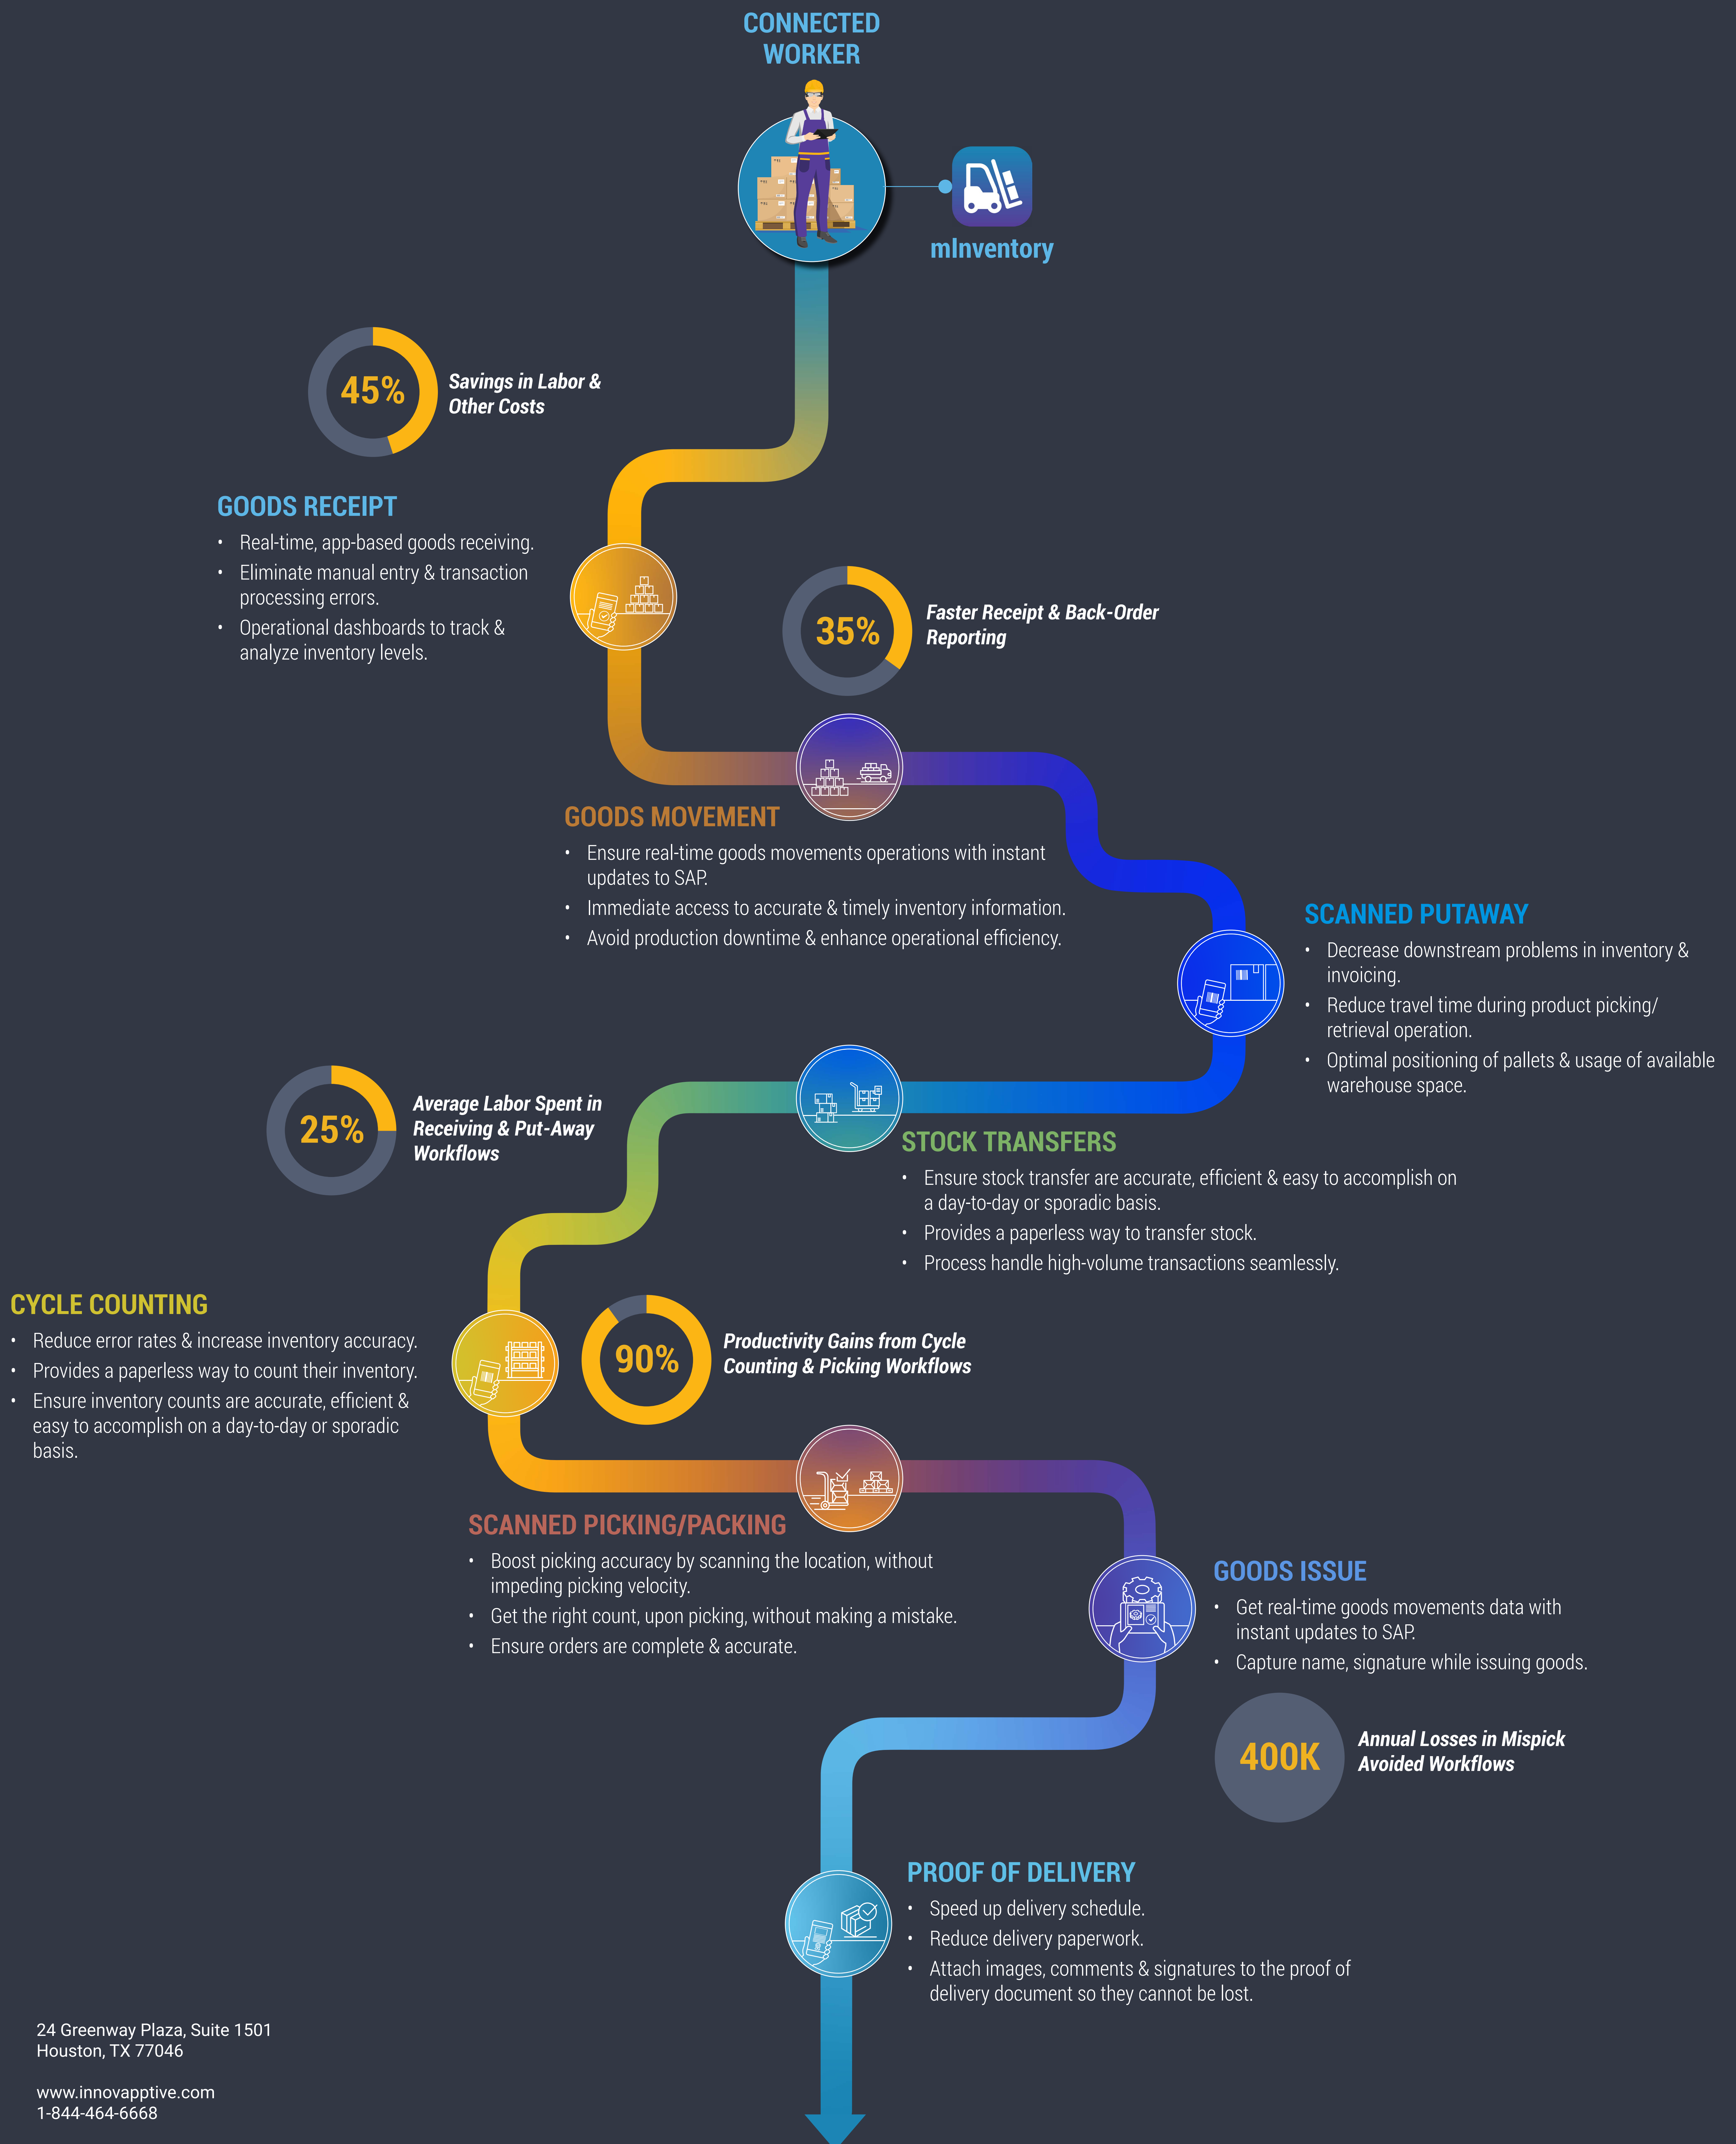 CONNECTED
WORKER
mInventory
45%
Savings in Labor &
Other Costs
GOODS RECEIPT
• Real-time, app-based goods receiving.
• Eliminate manual entry & transaction
processing errors.
• Operational dashboards to track &
analyze inventory levels.
35%
Faster Receipt & Back-Order
Reporting
GOODS MOVEMENT
• Ensure real-time goods movements operations with instant
updates to SAP.
• Immediate access to accurate & timely inventory information.
• Avoid production downtime & enhance operational efficiency.
SCANNED PUTAWAY
• Decrease downstream problems in inventory &
invoicing.
• Reduce travel time during product picking/
retrieval operation.
• Optimal positioning of pallets & usage of available
warehouse space.
25%
Average Labor Spent in
Receiving & Put-Away
Workflows
STOCK TRANSFERS
• Ensure stock transfer are accurate, efficient & easy to accomplish on
a day-to-day or sporadic basis.
• Provides a paperless way to transfer stock.
• Process handle high-volume transactions seamlessly.
CYCLE COUNTING
• Reduce error rates & increase inventory accuracy.
• Provides a paperless way to count their inventory.
• Ensure inventory counts are accurate, efficient &
easy to accomplish on a day-to-day or sporadic
basis.
90%
Productivity Gains from Cycle
Counting & Picking Workflows
SCANNED PICKING/PACKING
• Boost picking accuracy by scanning the location, without
impeding picking velocity.
• Get the right count, upon picking, without making a mistake.
• Ensure orders are complete & accurate.
GOODS ISSUE
• Get real-time goods movements data with
instant updates to SAP.
• Capture name, signature while issuing goods.
400K
Annual Losses in Mispick
Avoided Workflows
PROOF OF DELIVERY
• Speed up delivery schedule.
• Reduce delivery paperwork.
• Attach images, comments & signatures to the proof of
delivery document so they cannot be lost.
24 Greenway Plaza, Suite 1501
Houston, TX 77046
www.innovapptive.com
1-844-464-6668